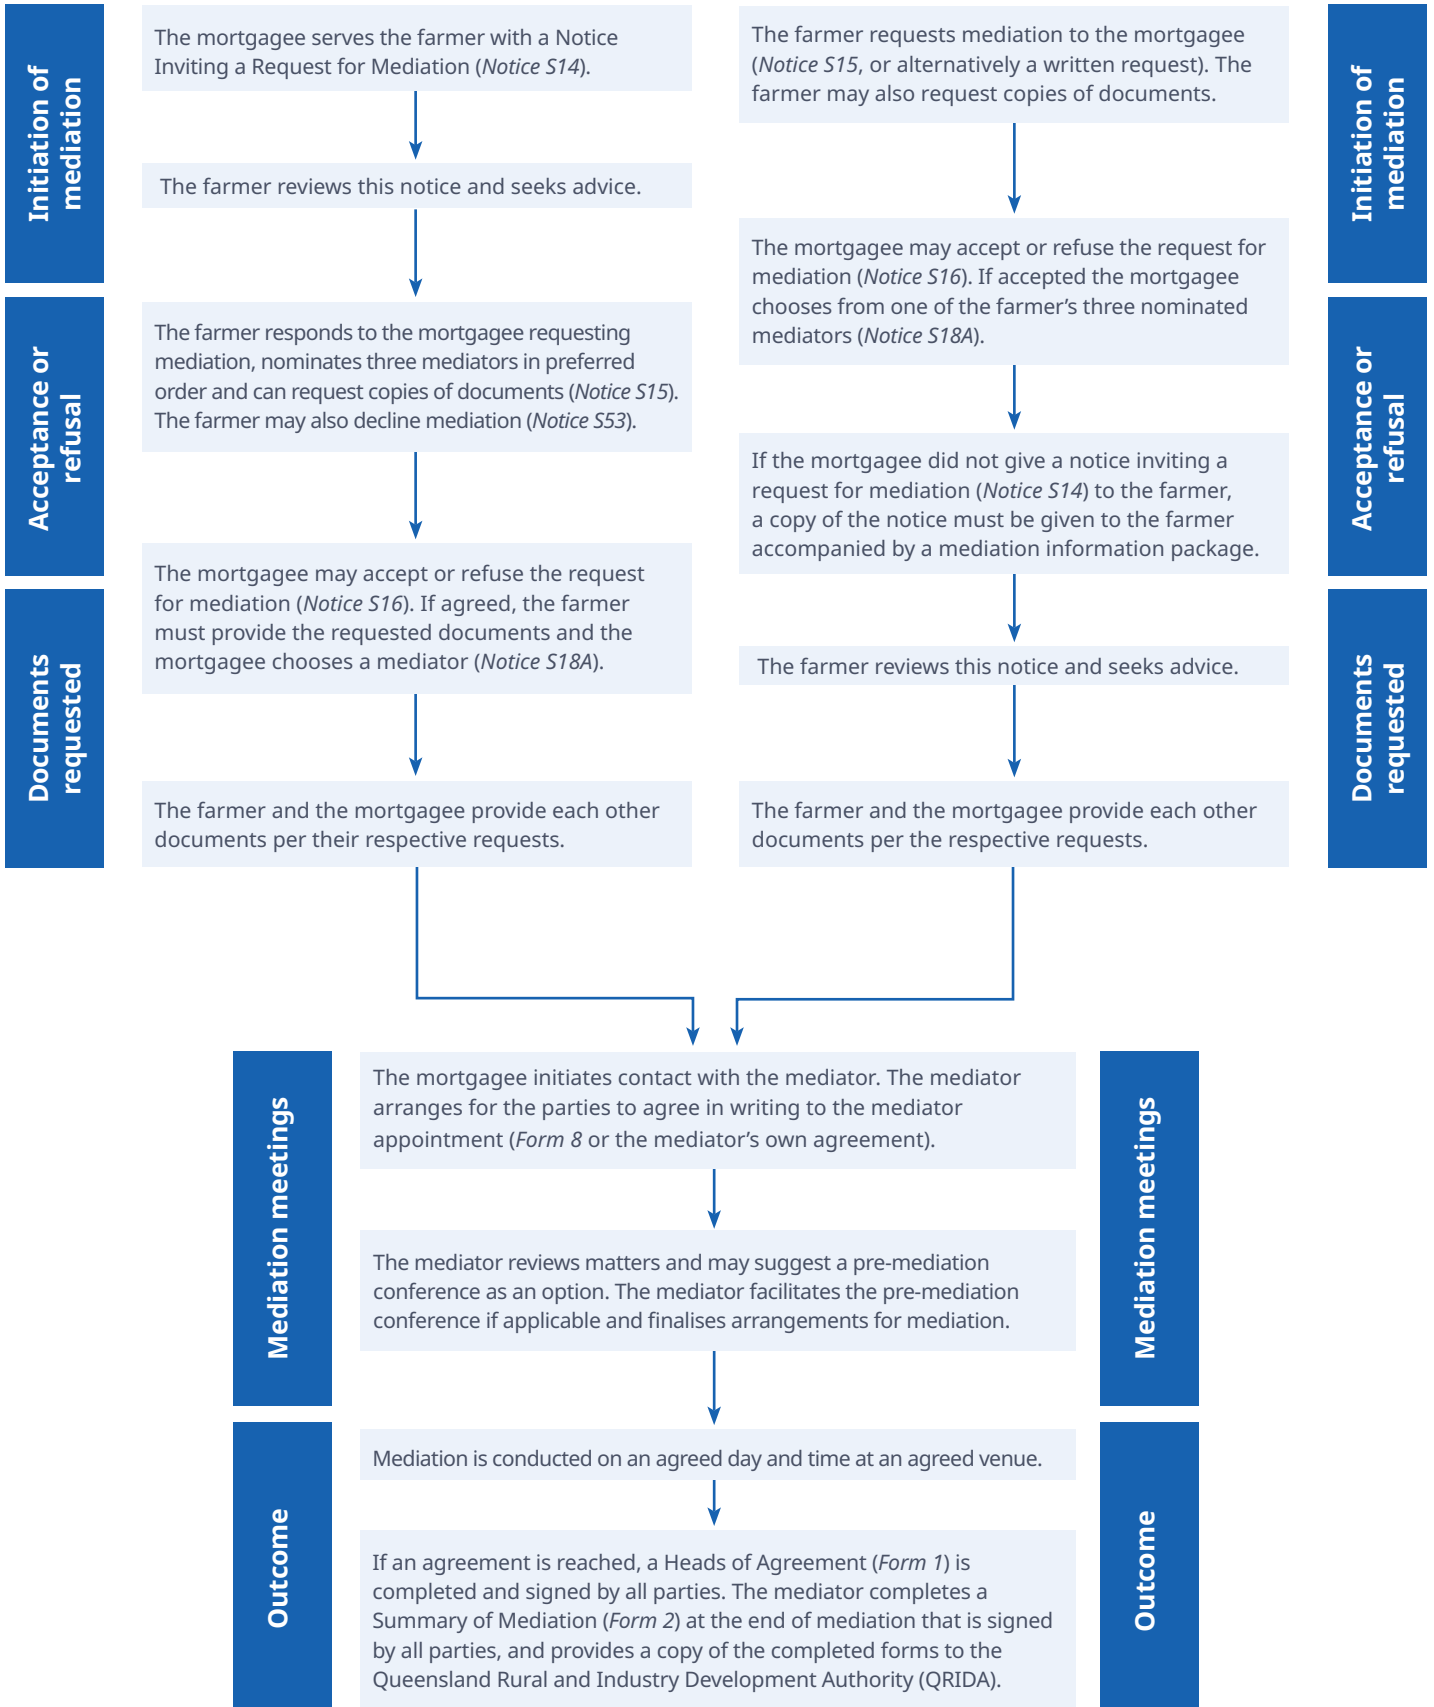 Initiation of
mediation
The mortgagee serves the farmer with a Notice
Inviting a Request for Mediation (Notice S14).
The farmer reviews this notice and seeks advice.
Acceptance or
refusal
The farmer responds to the mortgagee requesting
mediation, nominates three mediators in preferred
order and can request copies of documents (Notice S15).
The farmer may also decline mediation (Notice S53).
The mortgagee may accept or refuse the request
for mediation (Notice S16). If agreed, the farmer
must provide the requested documents and the
mortgagee chooses a mediator (Notice S18A).
Documents
requested
The farmer and the mortgagee provide each other
documents per their respective requests.
The farmer requests mediation to the mortgagee
(Notice S15, or alternatively a written request). The
farmer may also request copies of documents.
Initiation of
mediation
The mortgagee may accept or refuse the request for
mediation (Notice S16). If accepted the mortgagee
chooses from one of the farmer’s three nominated
mediators (Notice S18A).
Acceptance or
refusal
If the mortgagee did not give a notice inviting a
request for mediation (Notice S14) to the farmer,
a copy of the notice must be given to the farmer
accompanied by a mediation information package.
The farmer reviews this notice and seeks advice.
Documents
requested
The farmer and the mortgagee provide each other
documents per the respective requests.
Mediation meetings
The mortgagee initiates contact with the mediator. The mediator
arranges for the parties to agree in writing to the mediator
appointment (Form 8 or the mediator’s own agreement).
Mediation meetings
The mediator reviews matters and may suggest a pre-mediation
conference as an option. The mediator facilitates the pre-mediation
conference if applicable and finalises arrangements for mediation.
Outcome
Mediation is conducted on an agreed day and time at an agreed venue.
Outcome
If an agreement is reached, a Heads of Agreement (Form 1) is
completed and signed by all parties. The mediator completes a
Summary of Mediation (Form 2) at the end of mediation that is signed
by all parties, and provides a copy of the completed forms to the
Queensland Rural and Industry Development Authority (QRIDA).